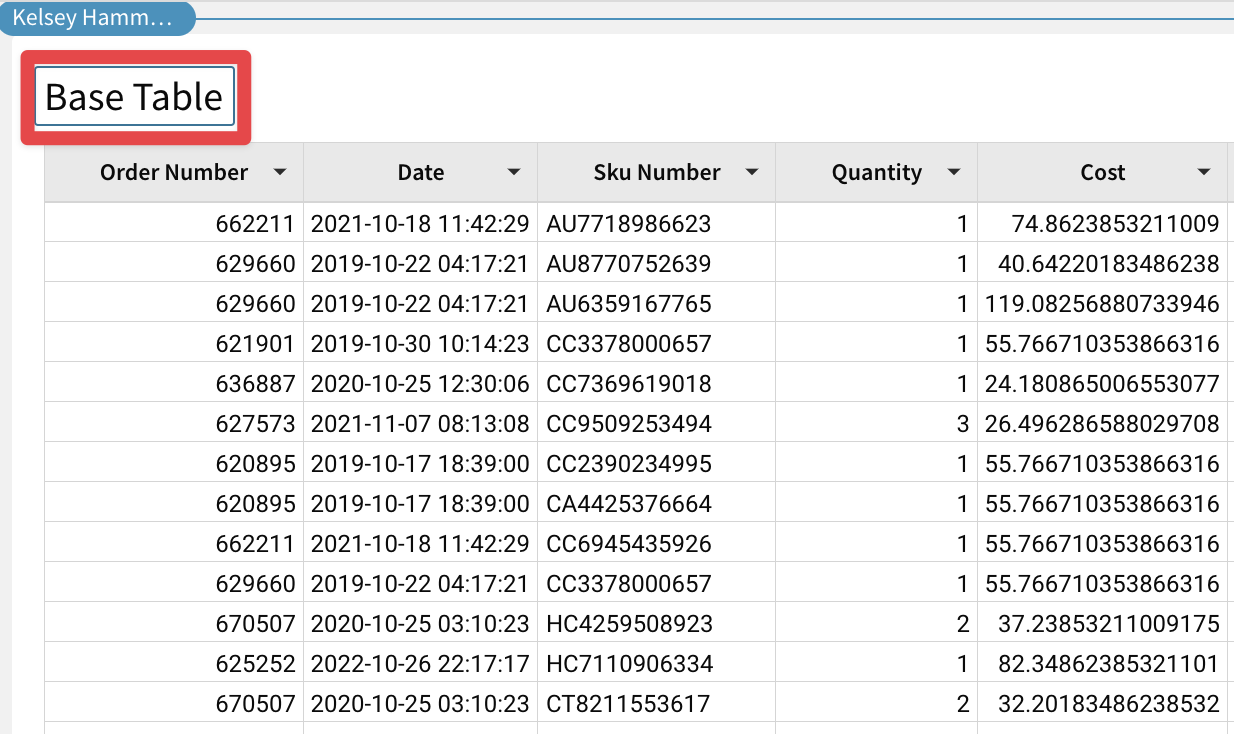 Kelsey Hamm...
Base Table
Order Number Date Sku Number Quantity Cost
662211 2021-10-18 11:42:29 AU7718986623 1 74.8623853211009
629660 2019-10-22 04:17:21 AU8770752639 1 40.64220183486238
629660 2019-10-22 04:17:21 AU6359167765 1 119.08256880733946
621901 2019-10-30 10:14:23 CC3378000657 1 55.766710353866316
636887 2020-10-25 12:30:06 CC7369619018 1 24.180865006553077
627573 2021-11-07 08:13:08 CC9509253494 3 26.496286588029708
620895 2019-10-17 18:39:00 CC2390234995 1 55.766710353866316
620895 2019-10-17 18:39:00 CA4425376664 1 55.766710353866316
662211 2021-10-18 11:42:29 CC6945435926 1 55.766710353866316
629660 2019-10-22 04:17:21 CC3378000657 1 55.766710353866316
670507 2020-10-25 03:10:23 HC4259508923 2 37.23853211009175
625252 2022-10-26 22:17:17 HC7110906334 1 82.34862385321101
670507 2020-10-25 03:10:23 CT8211553617 2 32.20183486238532